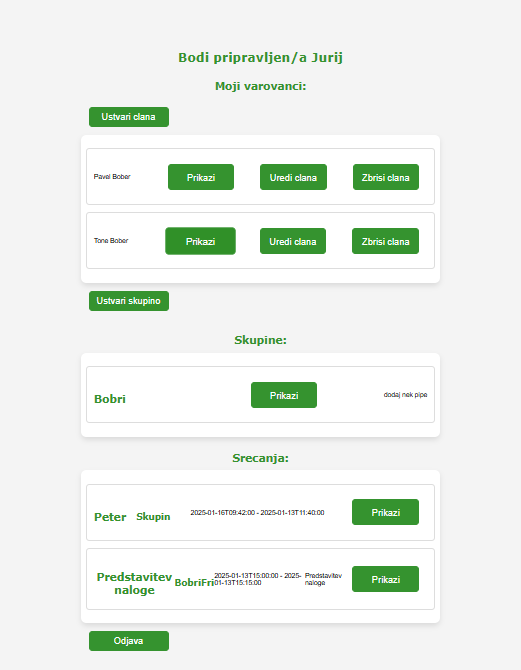 Bodi pripravljen/a Jurij
Moji varovanci:
Ustvari clana
Pavel Bober Prikazi Uredi clana Zbrisi clana
Tone Bober Prikazi Uredi clana Zbrisi clana
Ustvari skupino
Skupine:
Bobri Prikazi dodaj nek pipe
Srecanja:
Peter Skupin 2025-01-16T09:42:00 - 2025-01-13T11:40:00 Prikazi
Predstavitev
naloge
BobriFri
2025-01-13T15:00:00 - 2025-
01-13T15:15:00
Predstavitev
naloge
Prikazi
Odjava